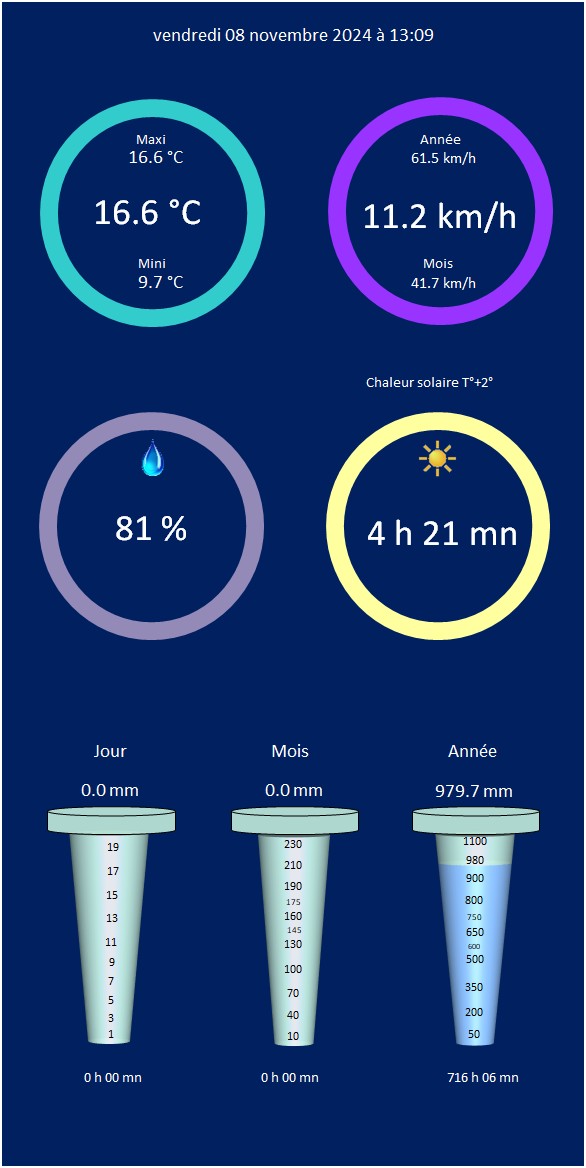 vendredi 08 novembre 2024 à 13:09
Maxi
16.6 °C
16.6 °C
Mini
9.7 °C
Année
61.5 km/h
11.2 km/h
Mois
41.7 km/h
Chaleur solaire T°+2°
81 %
4 h 21 mn
Jour
0.0 mm
19
17
15
13
11
9
7
5
3
1
0 h 00 mn
Mois
0.0 mm
230
210
190
175
160
145
130
100
70
40
10
0 h 00 mn
Année
979.7 mm
1100
980
900
800
750
650
600
500
350
200
50
716 h 06 mn